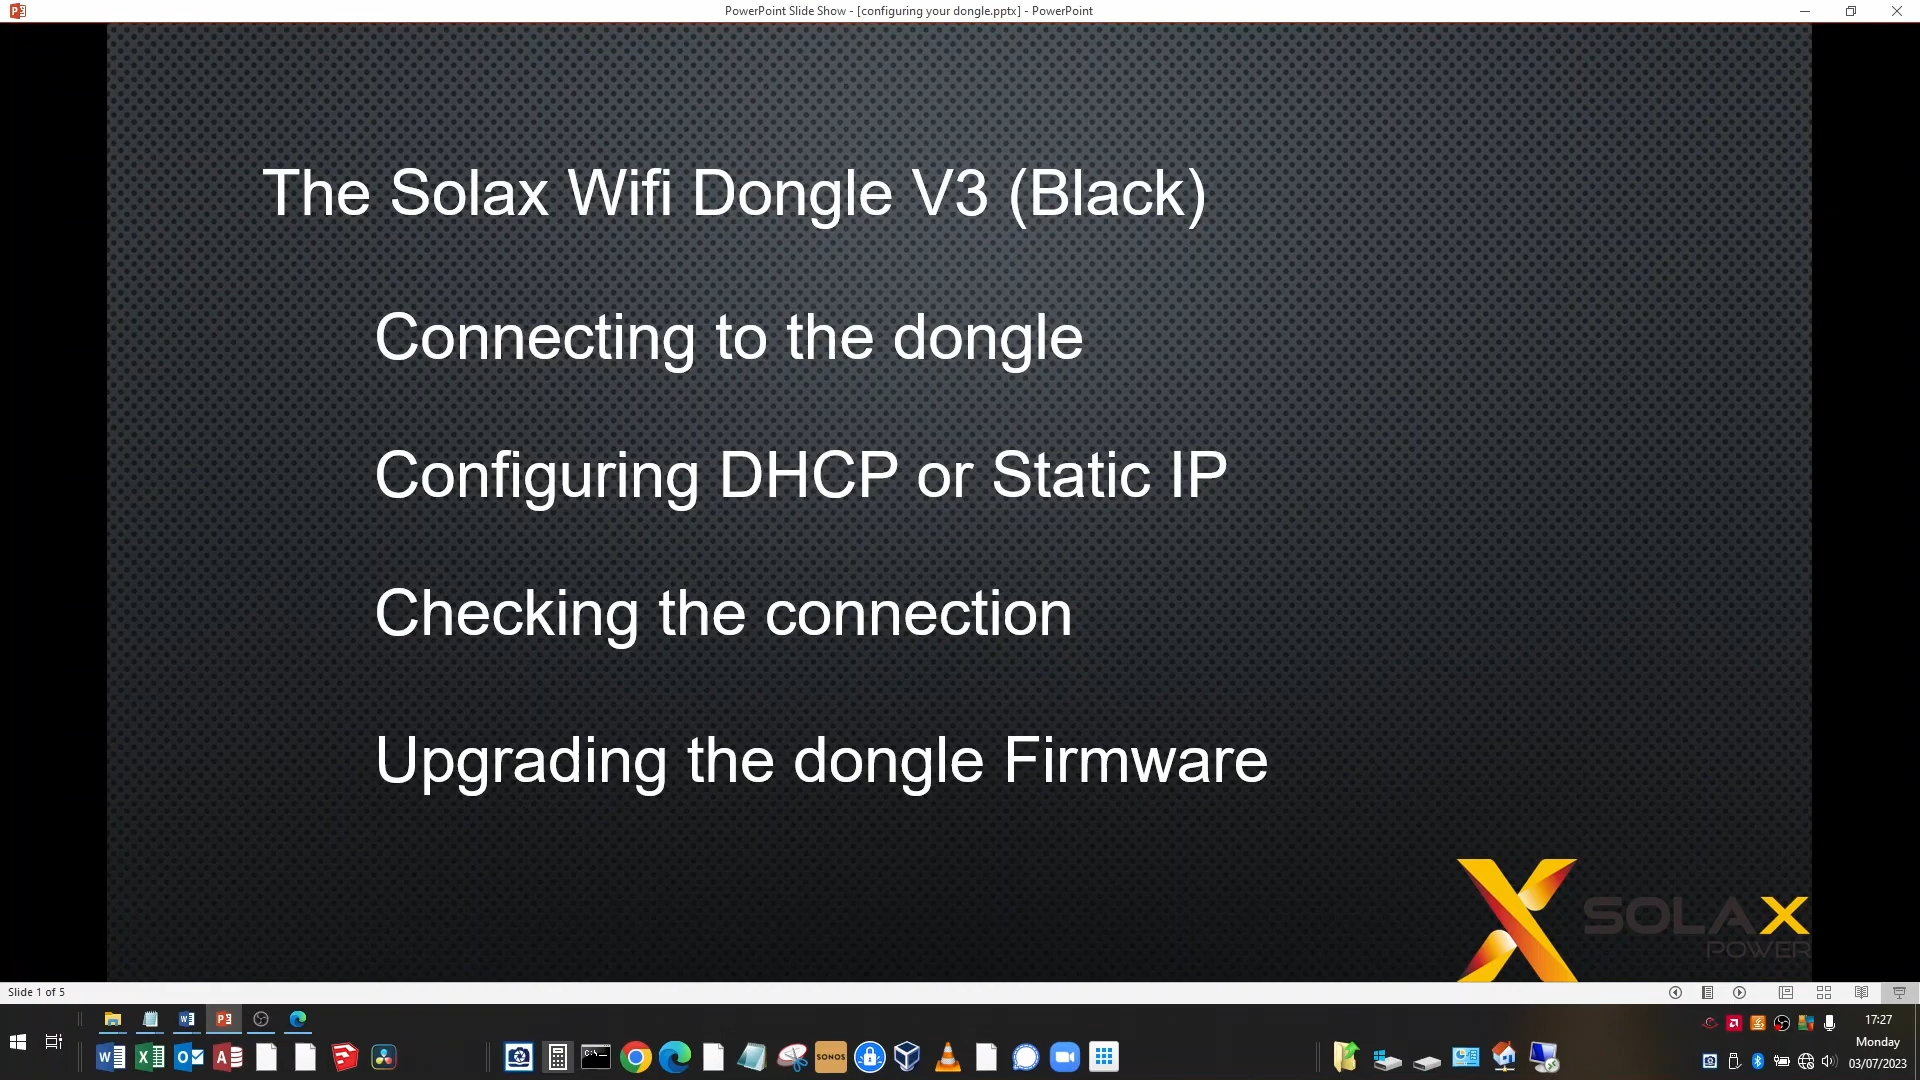 PowerPoint Slide Show - [configuring your dongle.pptx] - PowerPoint
The Solax Wifi Dongle V3 (Black)
Connecting to the dongle
Configuring DHCP or Static IP
Checking the connection
Upgrading the dongle Firmware
SOLAX
POWER
Slide 1 of 5
SONOS
17:27
Monday
03/07/2023